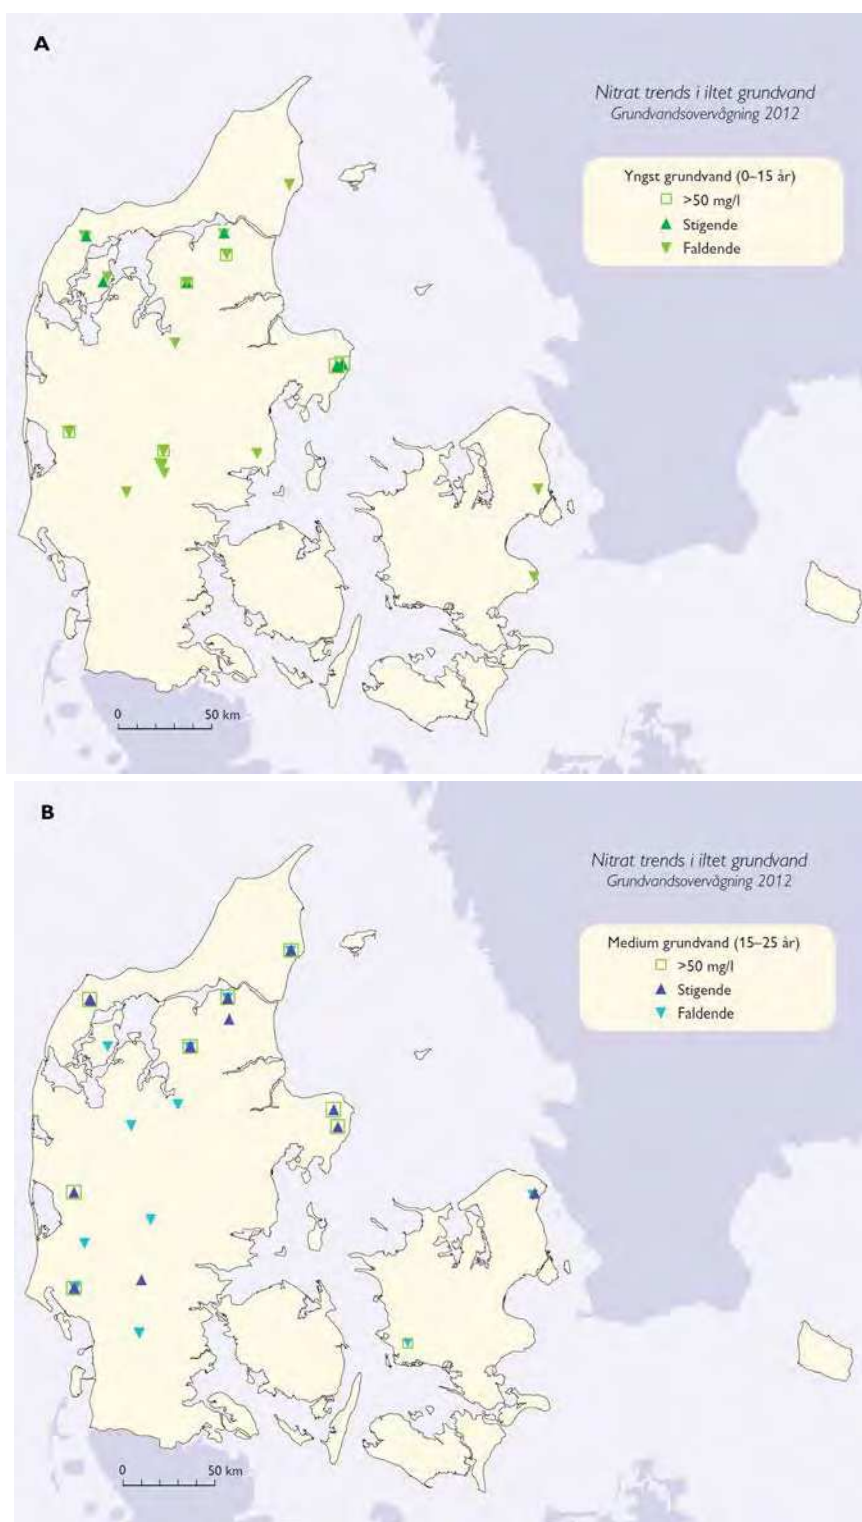 A
Nitrat trends i iltet grundvand
Grundvandsovervågning 2012
Yngst grundvand (0–15 år)
>50 mg/l
Stigende
Faldende
0 50 km
B
Nitrat trends i iltet grundvand
Grundvandsovervågning 2012
Medium grundvand (15–25 år)
>50 mg/l
Stigende
Faldende
0 50 km